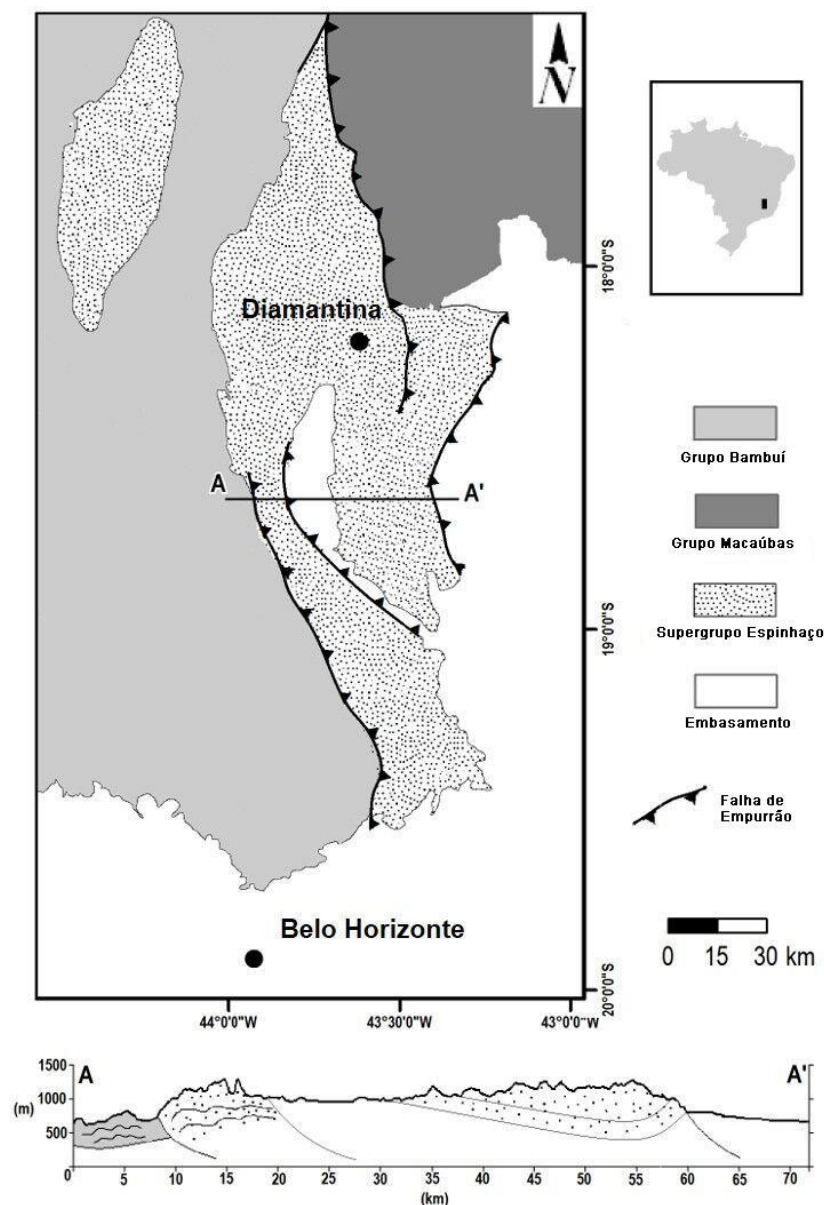 N
Diamantina
A
A'
Belo Horizonte
18°0'0"S
19°0'0"S
20°0'0"S
44°0'0"W
43°30'0"W
43°0'0"W
Grupo Bambuí
Grupo Macaúbas
Supergrupo Espinhaço
Embasamento
Falha de
Empurrão
0 15 30 km
1500
(m)
1000
500
A
A'
0 5 10 15 20 25 30 35 40 45 50 55 60 65 70
(km)
(km)